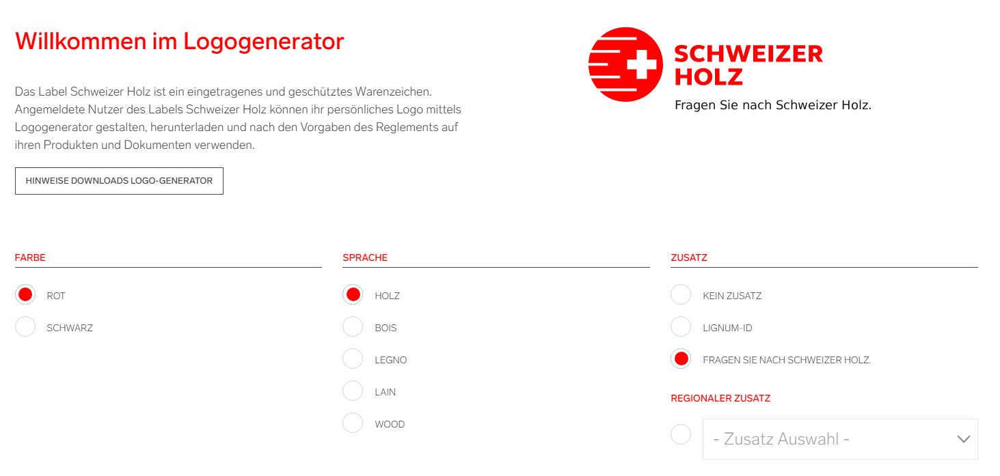 Willkommen im Logogenerator
Das Label Schweizer Holz ist ein eingetragenes und geschütztes Warenzeichen.
Angemeldete Nutzer des Labels Schweizer Holz können ihr persönliches Logo mittels
Logogenerator gestalten, herunterladen und nach den Vorgaben des Reglements auf
ihren Produkten und Dokumenten verwenden.
HINWEISE DOWNLOADS LOGO-GENERATOR
SCHWEIZER
HOLZ
Fragen Sie nach Schweizer Holz.
FARBE
ROT
SCHWARZ
SPRACHE
HOLZ
BOIS
LEGNO
LAIN
WOOD
ZUSATZ
KEIN ZUSATZ
LIGNUM-ID
FRAGEN SIE NACH SCHWEIZER HOLZ.
REGIONALER ZUSATZ
- Zusatz Auswahl -